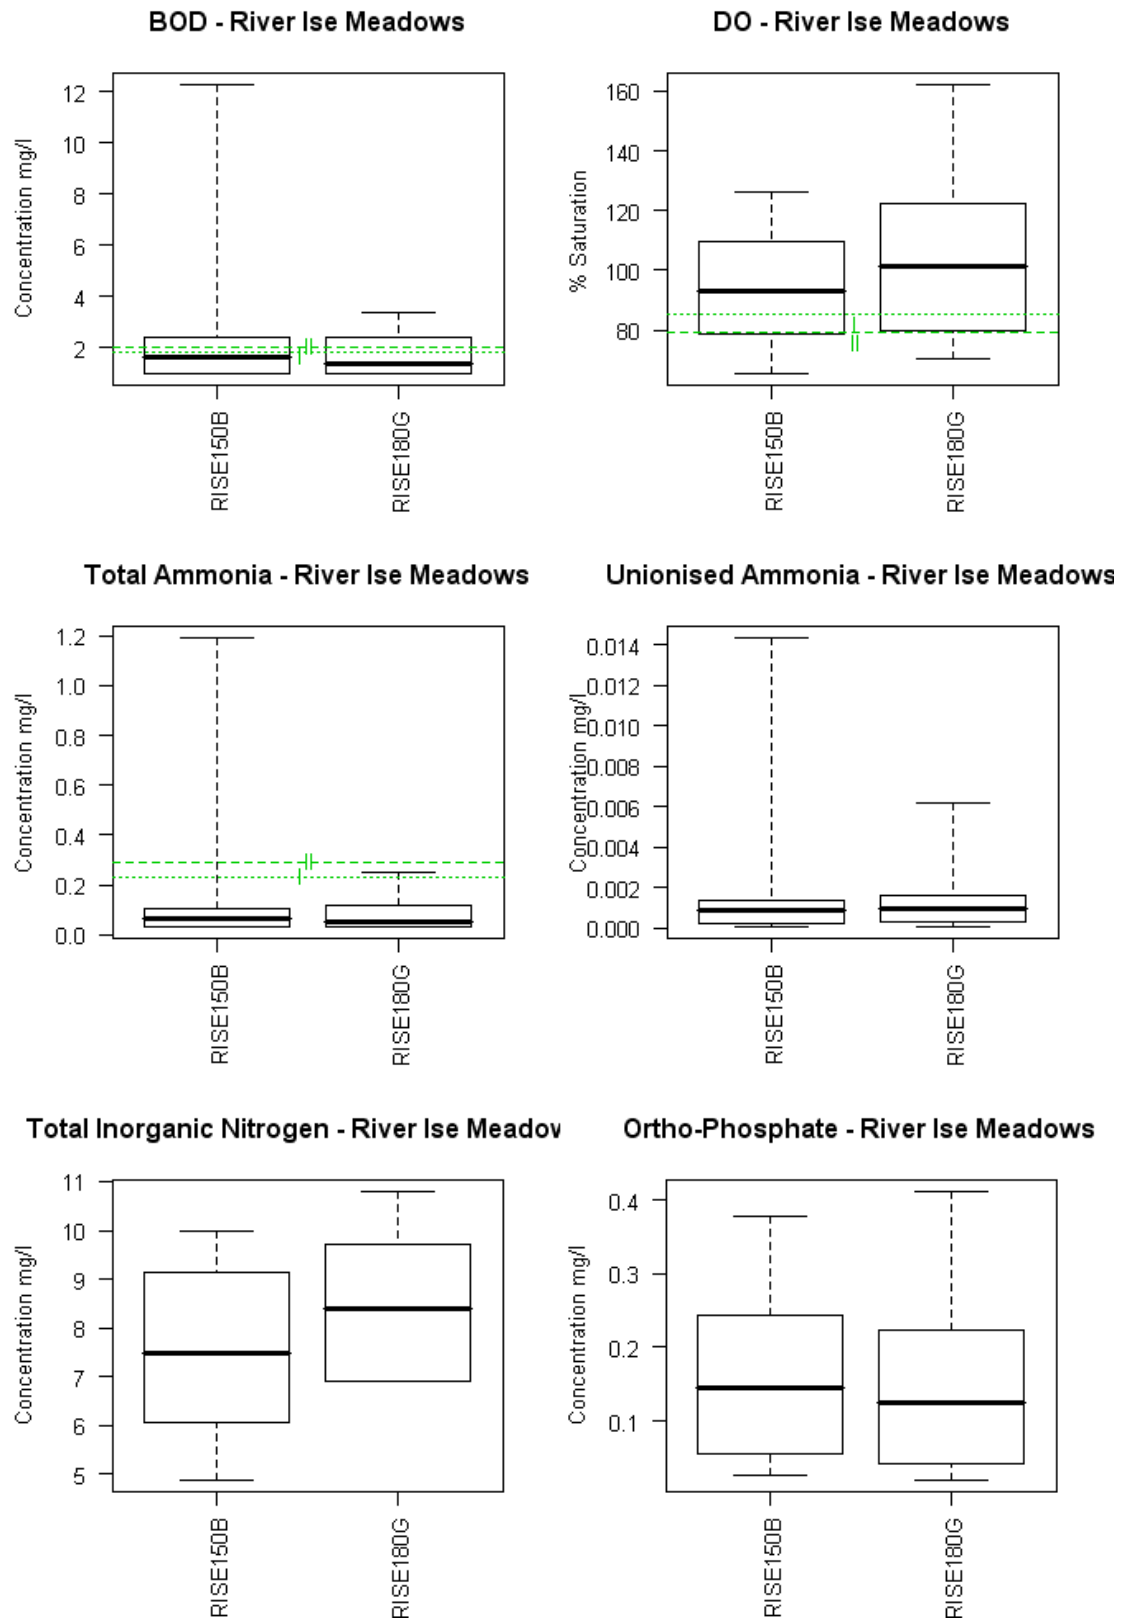 BOD - River Ise Meadows
DO - River Ise Meadows
Concentration mg/l
12
10
8
6
4
2
II
I
RISE150B
RISE180G
% Saturation
160
140
120
100
80
I
II
RISE150B
RISE180G
Total Ammonia - River Ise Meadows
Unionised Ammonia - River Ise Meadows
Concentration mg/l
1.2
1.0
0.8
0.6
0.4
0.2
0.0
II
I
RISE150B
RISE180G
Concentration mg/l
0.014
0.012
0.010
0.008
0.006
0.004
0.002
0.000
RISE150B
RISE180G
Total Inorganic Nitrogen - River Ise Meadov
Ortho-Phosphate - River Ise Meadows
Concentration mg/l
11
10
9
8
7
6
5
RISE150B
RISE180G
Concentration mg/l
0.4
0.3
0.2
0.1
RISE150B
RISE180G